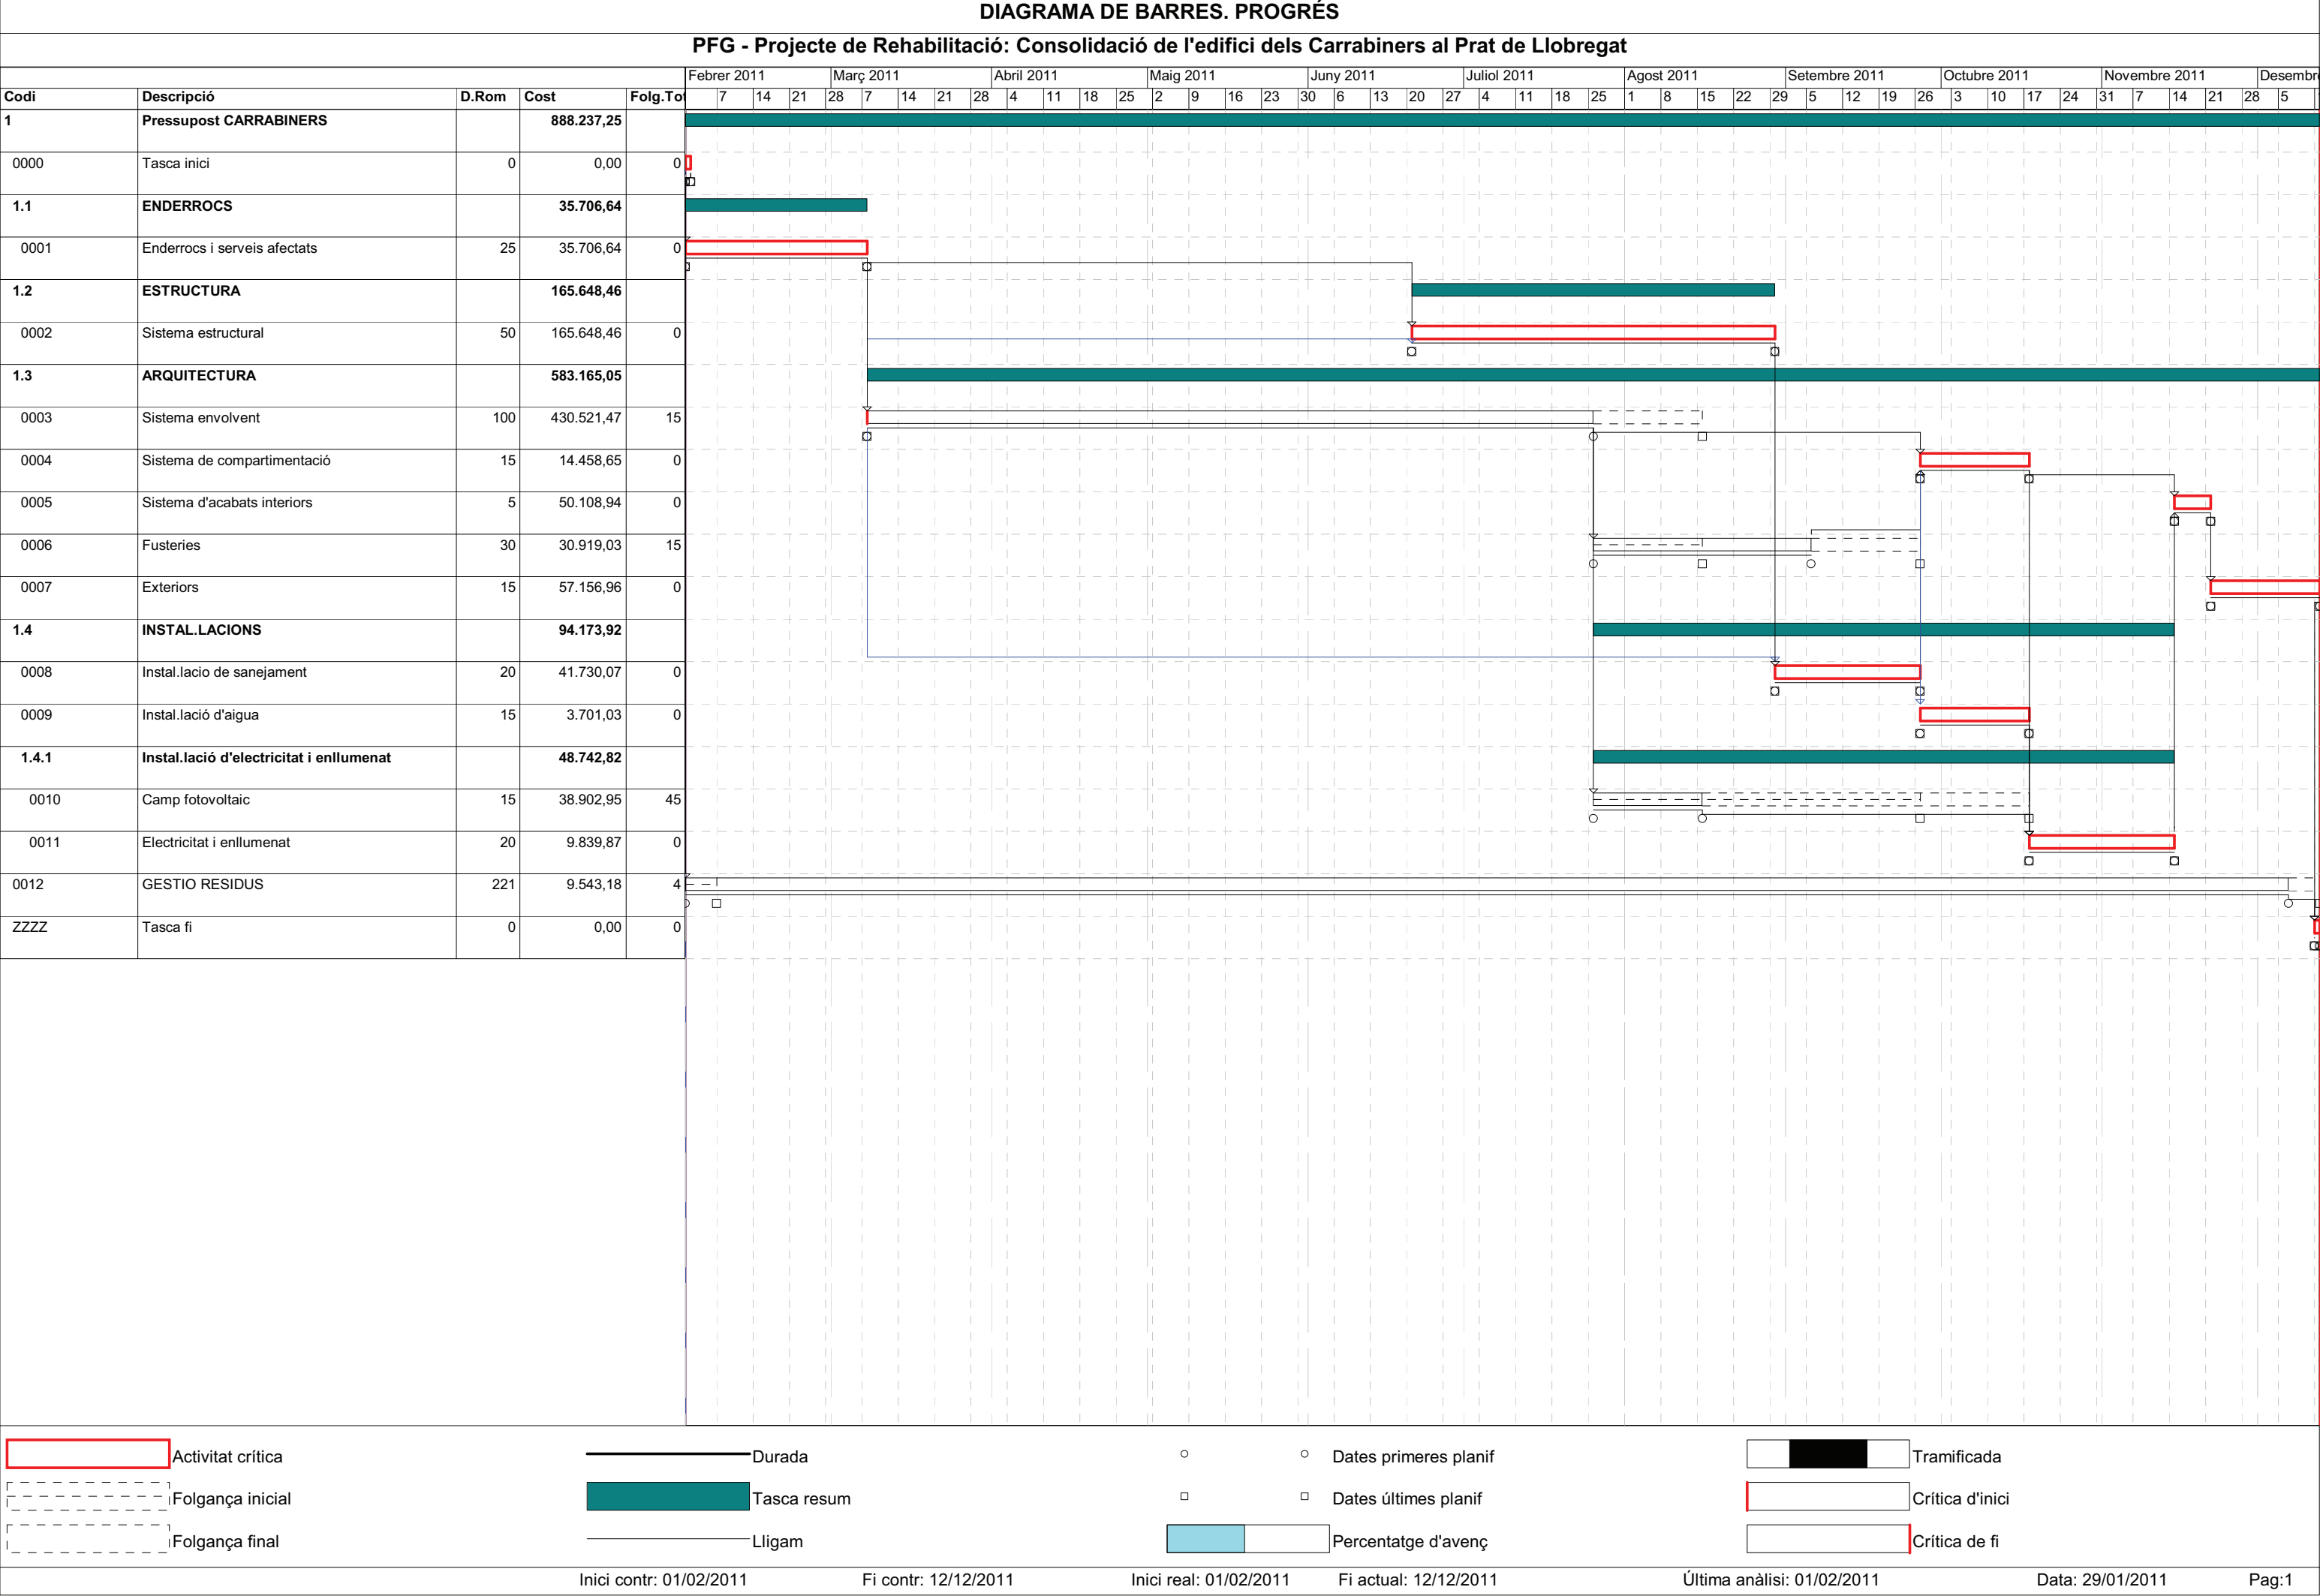 DIAGRAMA DE BARRES. PROGRÉS
PFG - Projecte de Rehabilitació: Consolidació de l'edifici dels Carrabiners al Prat de Llobregat
Febrer 2011 Març 2011 Abril 2011 Maig 2011 Juny 2011 Juliol 2011 Agost 2011 Setembre 2011 Octubre 2011 Novembre 2011 Desembre
Codi Descripció D.Rom Cost Folg.Tot 7 14 21 28 7 14 21 28 4 11 18 25 2 9 16 23 30 6 13 20 27 4 11 18 25 1 8 15 22 29 5 12 19 26 3 10 17 24 31 7 14 21 28 5
1 Pressupost CARRABINERS 888.237,25
0000 Tasca inici 0 0,00 0
1.1 ENDERROCS 35.706,64
0001 Enderrocs i serveis afectats 25 35.706,64 0
1.2 ESTRUCTURA 165.648,46
0002 Sistema estructural 50 165.648,46 0
1.3 ARQUITECTURA 583.165,05
0003 Sistema envolvent 100 430.521,47 15
0004 Sistema de compartimentació 15 14.458,65 0
0005 Sistema d'acabats interiors 5 50.108,94 0
0006 Fusteries 30 30.919,03 15
0007 Exteriors 15 57.156,96 0
1.4 INSTAL.LACIONS 94.173,92
0008 Instal.lacio de sanejament 20 41.730,07 0
0009 Instal.lació d'aigua 15 3.701,03 0
1.4.1 Instal.lació d'electricitat i enllumenat 48.742,82
0010 Camp fotovoltaic 15 38.902,95 45
0011 Electricitat i enllumenat 20 9.839,87 0
0012 GESTIO RESIDUS 221 9.543,18 4
ZZZZ Tasca fi 0 0,00 0
Activitat crítica Durada Dates primeres planif Tramificada
Folgança inicial Tasca resum Dates últimes planif Crítica d'inici
Folgança final Lligam Percentatge d'avenç Crítica de fi
Inici contr: 01/02/2011 Fi contr: 12/12/2011 Inici real: 01/02/2011 Fi actual: 12/12/2011 Última anàlisi: 01/02/2011 Data: 29/01/2011 Pag:1